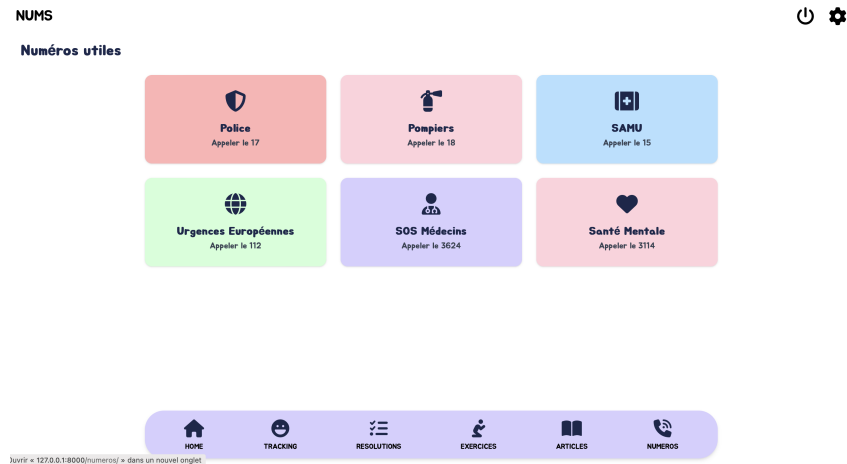 NUMS
Numéros utiles
Police
Appeler le 17
Pompiers
Appeler le 18
SAMU
Appeler le 15
Urgences Européennes
Appeler le 112
SOS Médecins
Appeler le 3624
Santé Mentale
Appeler le 3114
HOME
TRACKING
RESOLUTIONS
EXERCICES
ARTICLES
NUMEROS
Ouvrir « 127.0.0.1:8000/numeros/ » dans un nouvel onglet